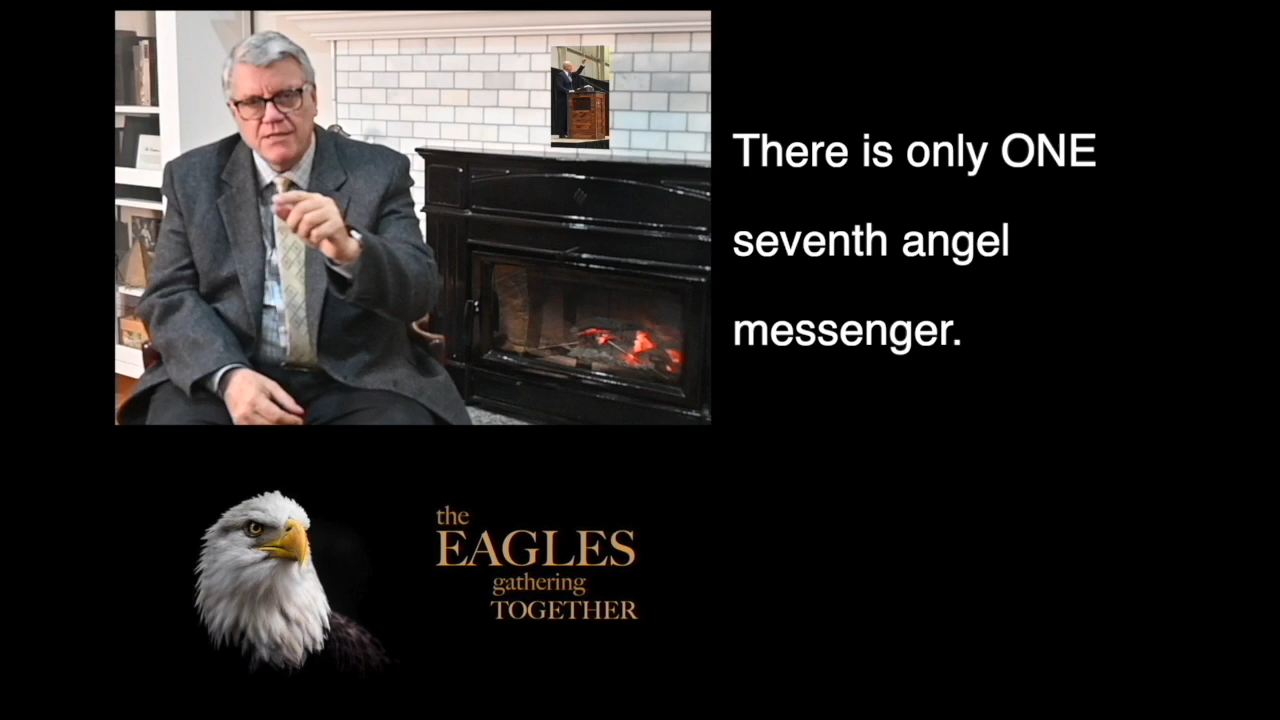 There is only ONE
seventh angel
messenger.
the
EAGLES
gathering
TOGETHER